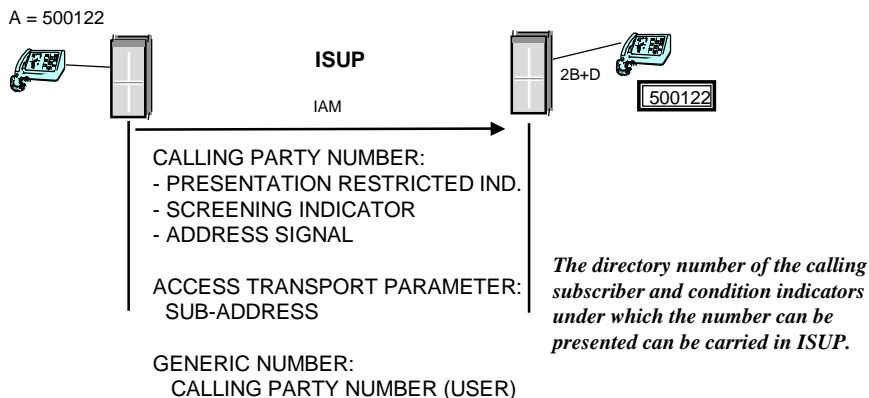 A = 500122
ISUP
2B+D
500122
IAM
CALLING PARTY NUMBER:
- PRESENTATION RESTRICTED IND.
- SCREENING INDICATOR
- ADDRESS SIGNAL
ACCESS TRANSPORT PARAMETER:
SUB-ADDRESS
GENERIC NUMBER:
CALLING PARTY NUMBER (USER)
The directory number of the calling
subscriber and condition indicators
under which the number can be
presented can be carried in ISUP.